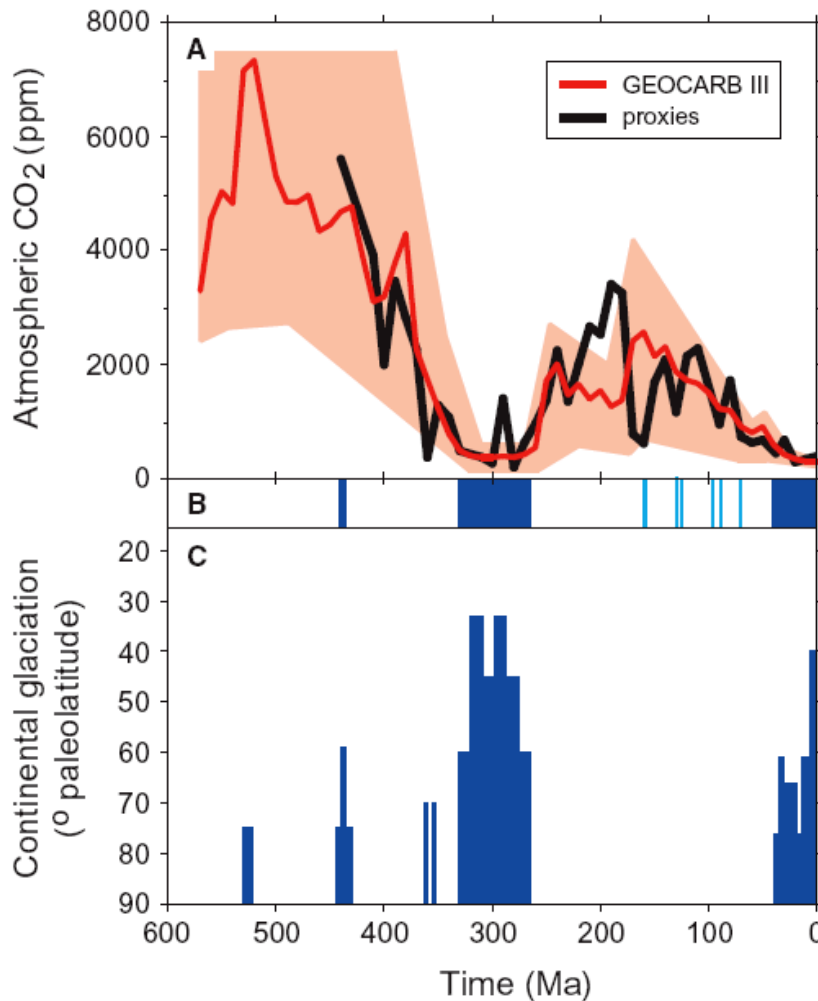 8000
A
GEOCARB III
proxies
6000
4000
2000
0
Atmospheric CO2 (ppm)
B
C
20
30
40
50
60
70
80
90
Continental glaciation
(º paleolatitude)
600
500
400
300
200
100
0
Time (Ma)